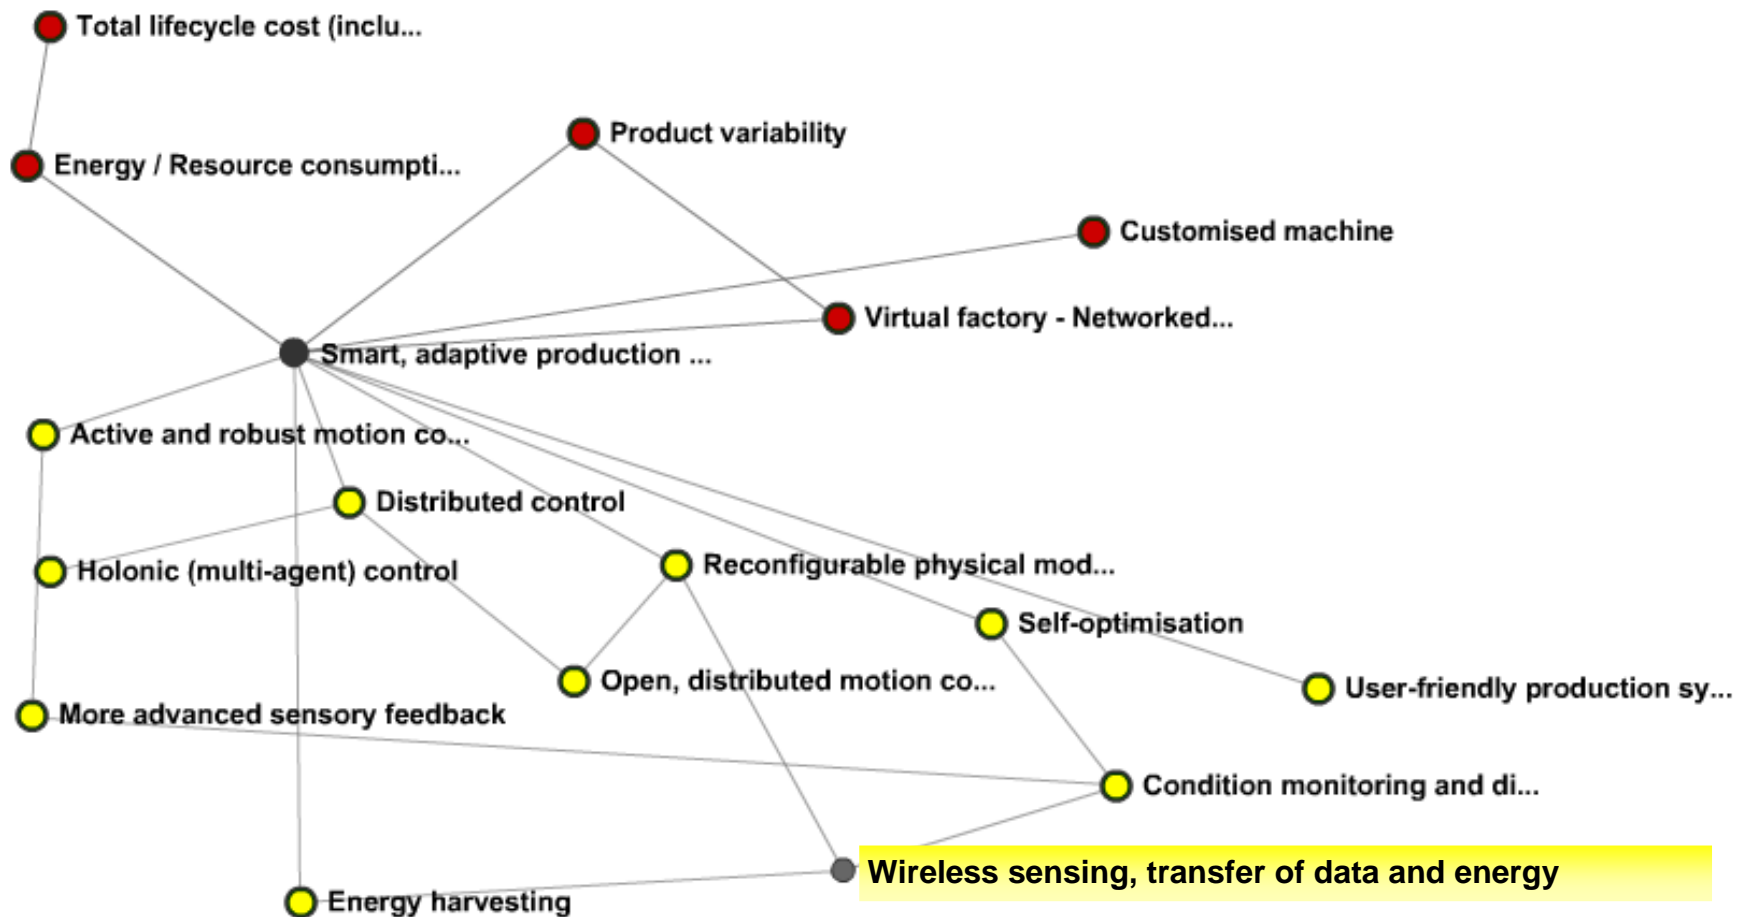 Total lifecycle cost (inclu...
Product variability
Energy / Resource consumpti...
Customised machine
Virtual factory - Networked...
Smart, adaptive production ...
Active and robust motion co...
Distributed control
Reconfigurable physical mod...
Holonic (multi-agent) control
Self-optimisation
Open, distributed motion co...
User-friendly production sy...
More advanced sensory feedback
Condition monitoring and di...
Wireless sensing, transfer of data and energy
Energy harvesting